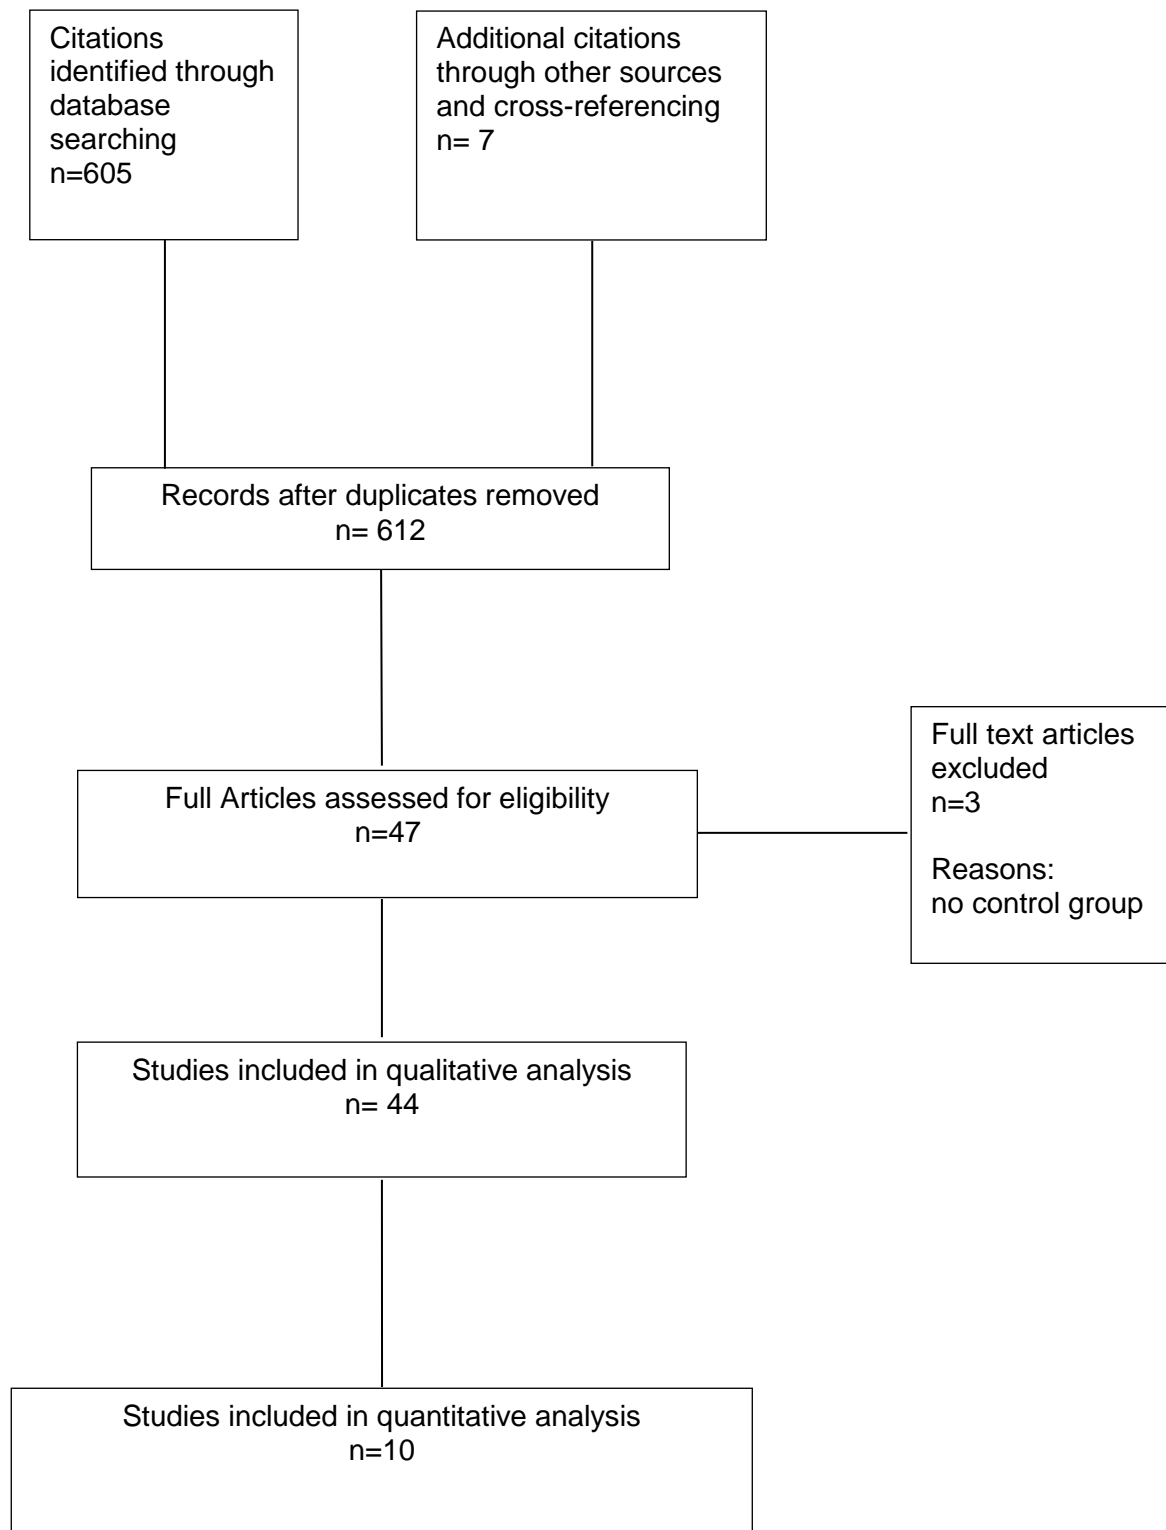 Citations
identified through
database
searching
n=605
Additional citations
through other sources
and cross-referencing
n= 7
Records after duplicates removed
n= 612
Full Articles assessed for eligibility
n=47
Full text articles
excluded
n=3
Reasons:
no control group
Studies included in qualitative analysis
n= 44
Studies included in quantitative analysis
n=10